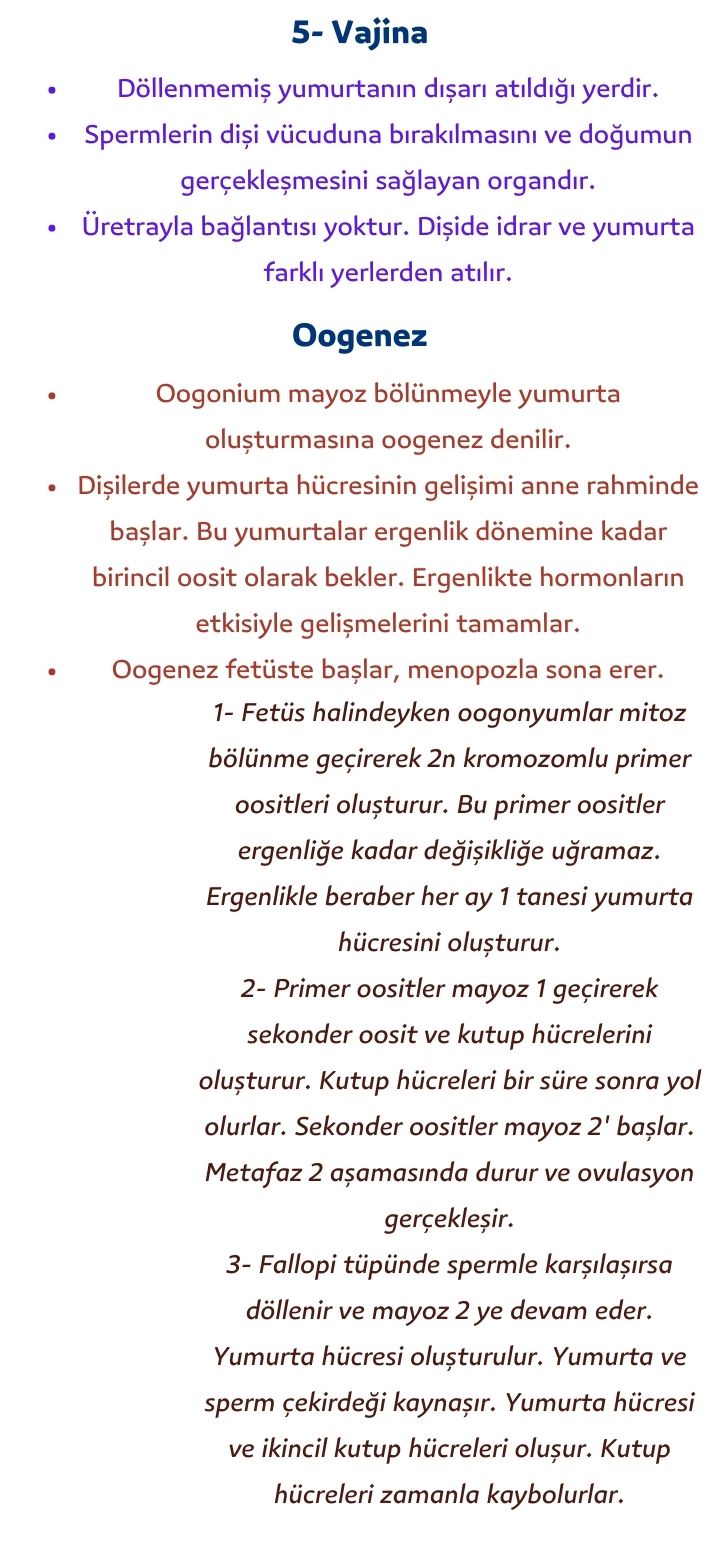 5- Vajina
• Döllenmemiş yumurtanın dışarı atıldığı yerdir.
• Spermlerin dişi vücuduna bırakılmasını ve doğumun
gerçekleşmesini sağlayan organdır.
• Üretrayla bağlantısı yoktur. Dişide idrar ve yumurta
farklı yerlerden atılır.
Oogenez
• Oogonium mayoz bölünmeyle yumurta
oluşturmasına oogenez denilir.
• Dişilerde yumurta hücresinin gelişimi anne rahminde
başlar. Bu yumurtalar ergenlik dönemine kadar
birincil oosit olarak bekler. Ergenlikte hormonların
etkisiyle gelişmelerini tamamlar.
• Oogenez fetüste başlar, menopozla sona erer.
1- Fetüs halindeyken oogonyumlar mitoz
bölünme geçirerek 2n kromozomlu primer
oositleri oluşturur. Bu primer oositler
ergenliğe kadar değişikliğe uğramaz.
Ergenlikle beraber her ay 1 tanesi yumurta
hücresini oluşturur.
2- Primer oositler mayoz 1 geçirerek
sekonder oosit ve kutup hücrelerini
oluşturur. Kutup hücreleri bir süre sonra yol
olurlar. Sekonder oositler mayoz 2' başlar.
Metafaz 2 aşamasında durur ve ovulasyon
gerçekleşir.
3- Fallopi tüpünde spermle karşılaşırsa
döllenir ve mayoz 2 ye devam eder.
Yumurta hücresi oluşturulur. Yumurta ve
sperm çekirdeği kaynaşır. Yumurta hücresi
ve ikincil kutup hücreleri oluşur. Kutup
hücreleri zamanla kaybolurlar.